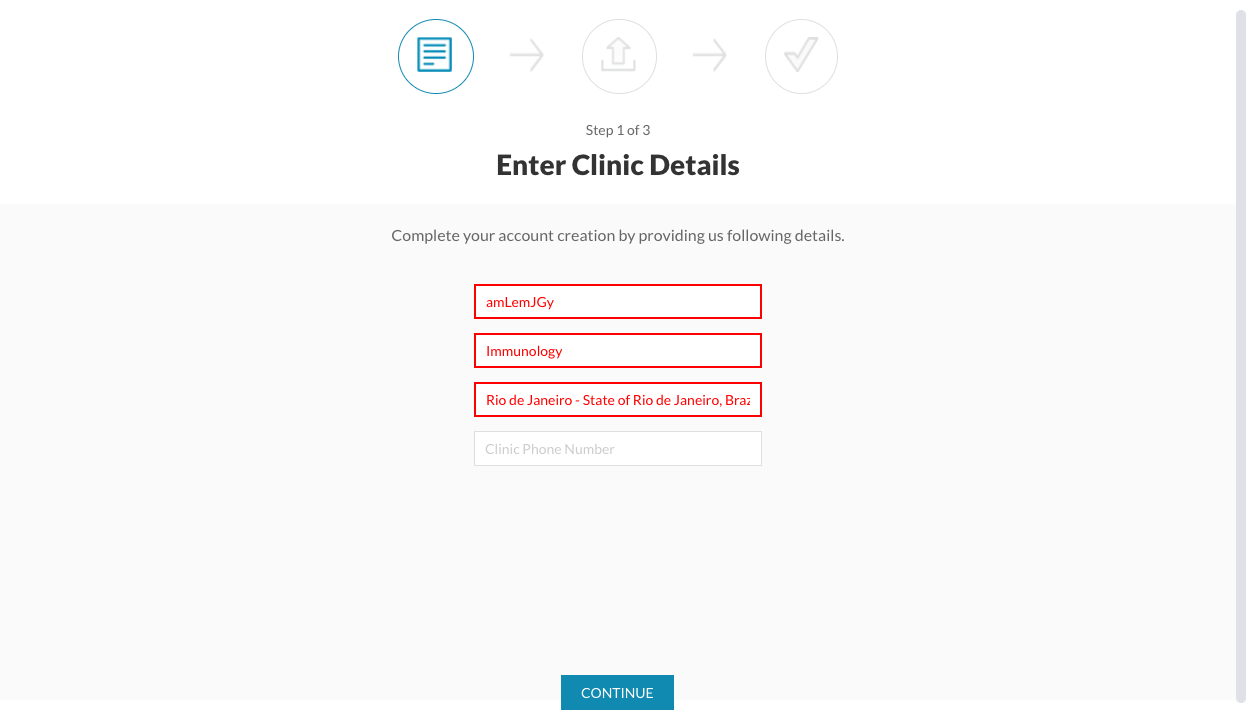 Step 1 of 3
Enter Clinic Details
Complete your account creation by providing us following details.
amLemJGy
Immunology
Rio de Janeiro - State of Rio de Janeiro, Braz
Clinic Phone Number
CONTINUE